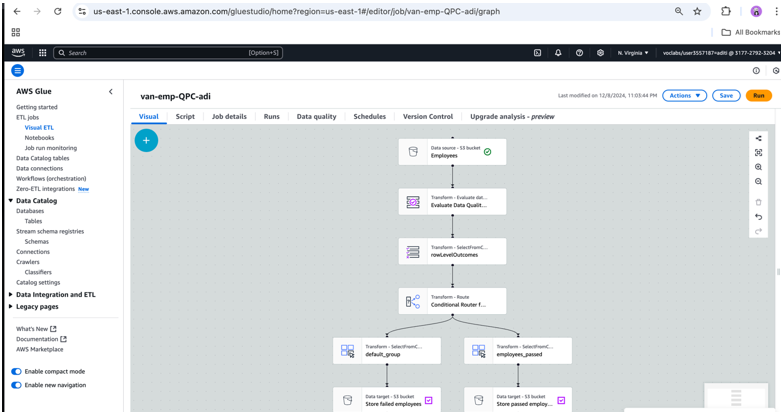 us-east-1.console.aws.amazon.com/gluestudio/home?region=us-east-1#/editor/job/van-emp-QPC-adi/graph
All Bookmarks
aws
Search
[Option+S]
N. Virginia
voclabs/user3557187=aditi @ 3177-2792-5204
AWS Glue
Getting started
ETL jobs
Visual ETL
Notebooks
Job run monitoring
Data Catalog tables
Data connections
Workflows (orchestration)
Zero-ETL integrations New
Data Catalog
Databases
Tables
Stream schema registries
Schemas
Connections
Crawlers
Classifiers
Catalog settings
Data Integration and ETL
Legacy pages
What's New
Documentation
AWS Marketplace
Enable compact mode
Enable new navigation
van-emp-QPC-adi
Last modified on 12/8/2024, 11:03:44 PM
Actions
Save
Run
Visual
Script
Job details
Runs
Data quality
Schedules
Version Control
Upgrade analysis - preview
Data source - S3 bucket
Employees
Transform - Evaluate dat...
Evaluate Data Qualit...
Transform - SelectFromC...
rowLevelOutcomes
Transform - Route
Conditional Router f...
Transform - SelectFromC...
default_group
Transform - SelectFromC...
employees_passed
Data target - S3 bucket
Store failed employees
Data target - S3 bucket
Store passed employ...